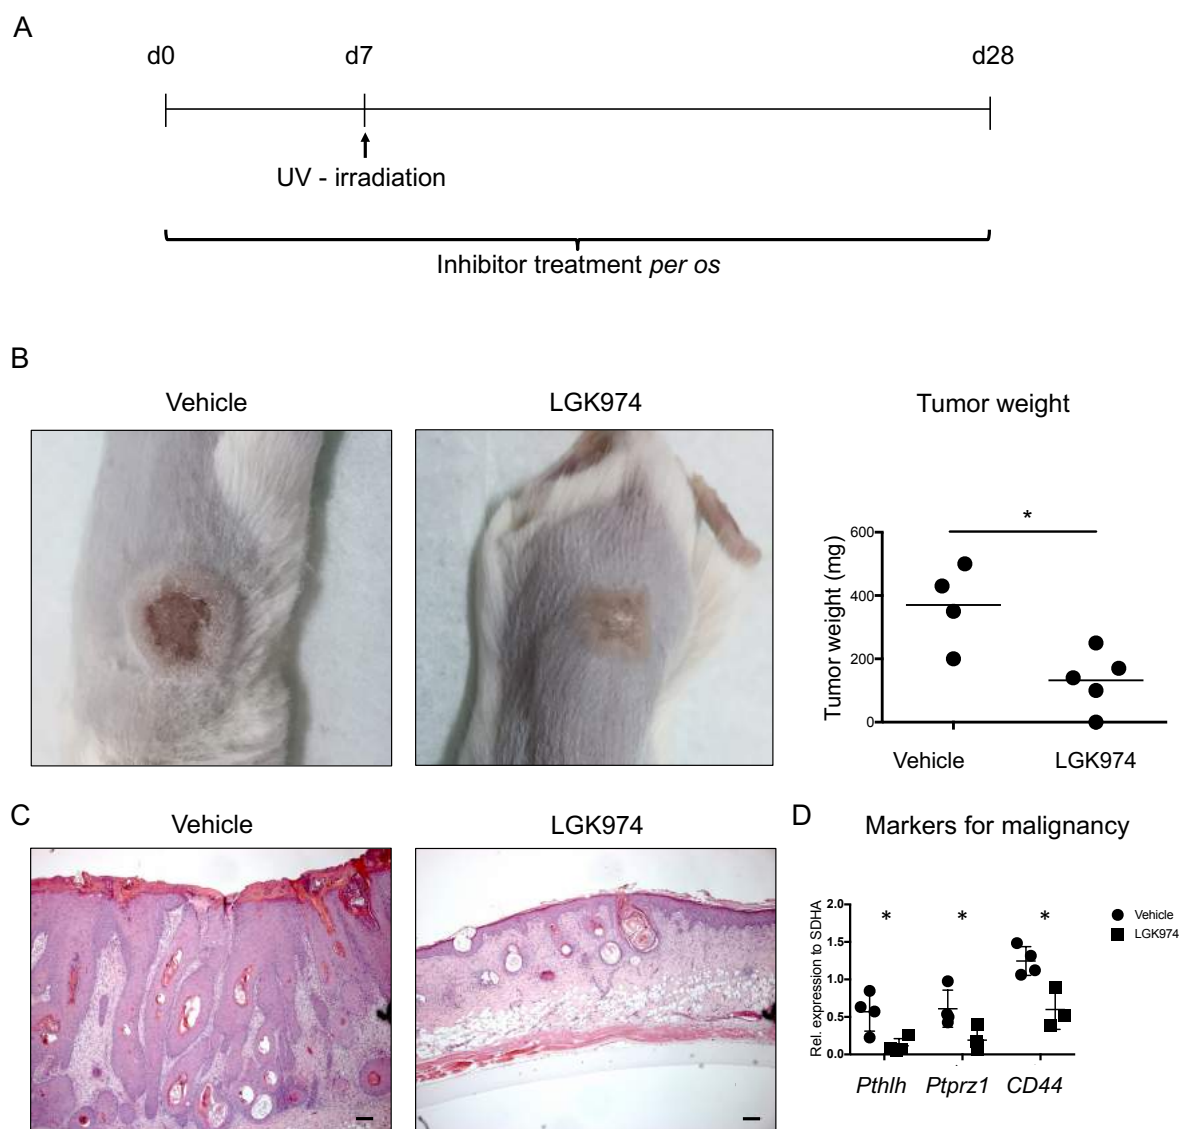 A
d0 d7 d28
UV - irradiation
Inhibitor treatment per os
B
Vehicle LGK974 Tumor weight
*
Tumor weight (mg)
600
400
200
0
Vehicle LGK974
C
Vehicle LGK974
D
Markers for malignancy
Rel. expression to SDHA
2.0
1.5
1.0
0.5
0.0
* * *
Vehicle
LGK974
Pthlh Ptprz1 CD44